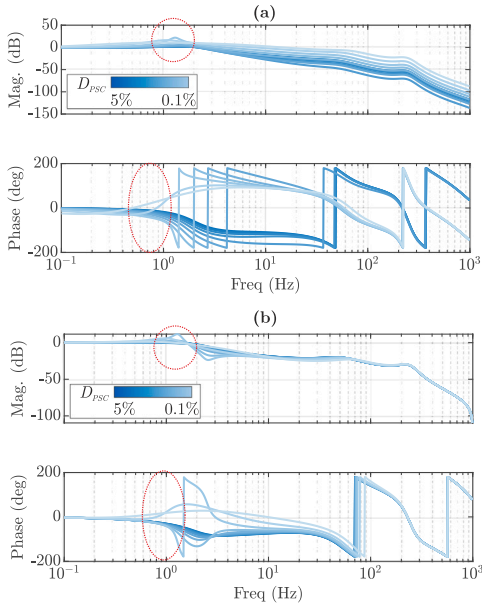 (a)
50
0
-50
-100
-150
Mag. (dB)
D_PSC
5% 0.1%
200
0
-200
Phase (deg)
10^-1 10^0 10^1 10^2 10^3
Freq (Hz)
(b)
0
-50
-100
Mag. (dB)
D_PSC
5% 0.1%
200
0
-200
Phase (deg)
10^-1 10^0 10^1 10^2 10^3
Freq (Hz)